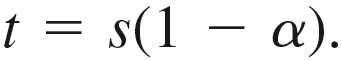 t = s(1 − α).